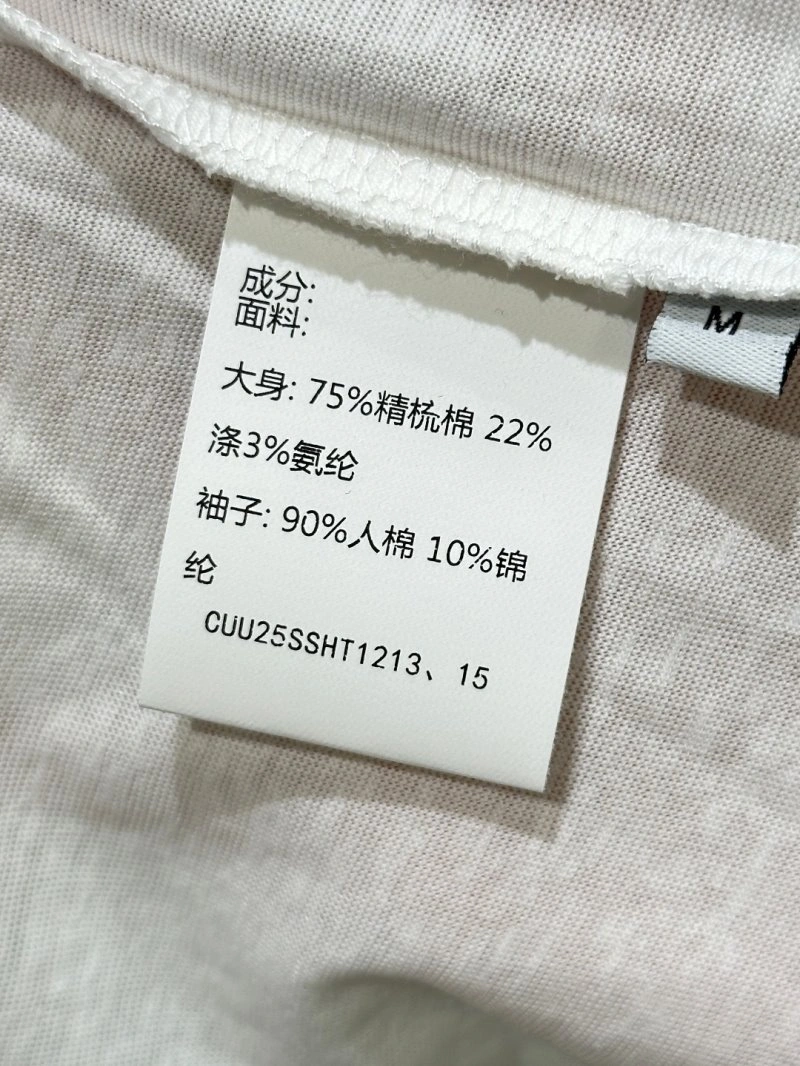 成分:
面料:
大身: 75%精梳棉 22%
涤3%氨纶
袖子: 90%人棉 10%锦
纶
CUU25SSHT1213、15
M